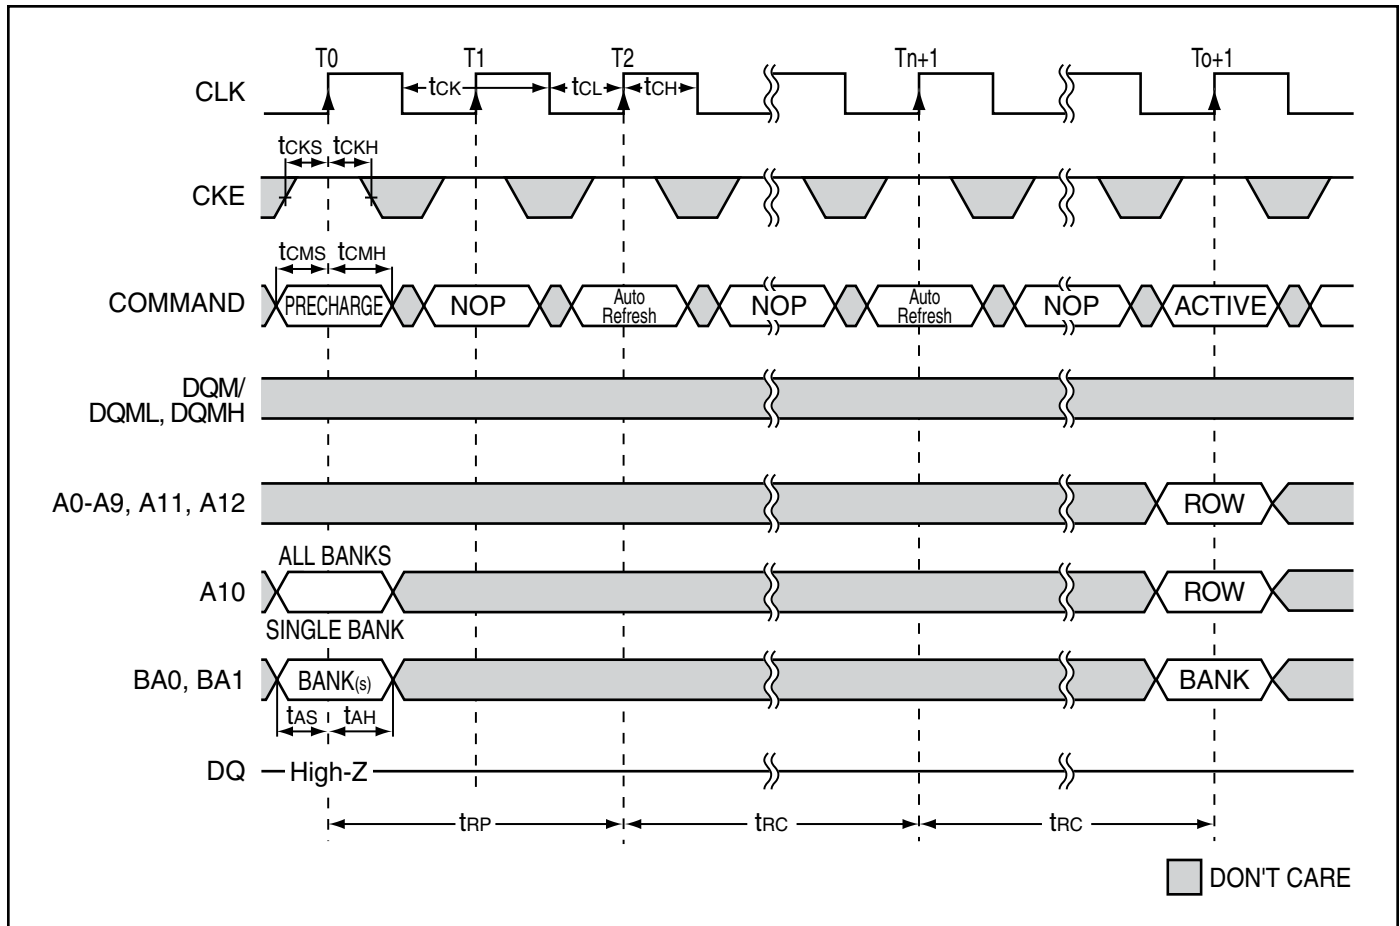 T0 T1 T2 Tn+1 To+1
CLK tCK tCL tCH
tCKS tCKH
CKE
tCMS tCMH
COMMAND PRECHARGE NOP Auto Refresh NOP Auto Refresh NOP ACTIVE
DQM/
DQML, DQMH
A0-A9, A11, A12 ROW
ALL BANKS
A10 ROW
SINGLE BANK
BA0, BA1 BANK(s) BANK
tAS tAH
DQ High-Z
tRP tRC tRC
DON'T CARE